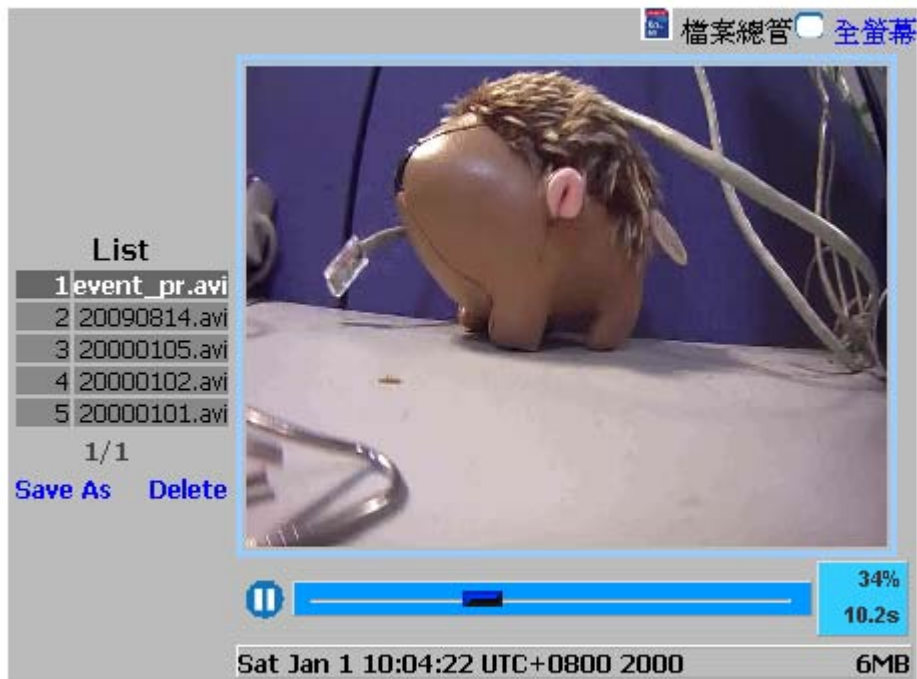 檔案總管 全螢幕
List
1 event_pr.avi
2 20090814.avi
3 20000105.avi
4 20000102.avi
5 20000101.avi
1/1
Save As Delete
34%
10.2s
Sat Jan 1 10:04:22 UTC+0800 2000 6MB